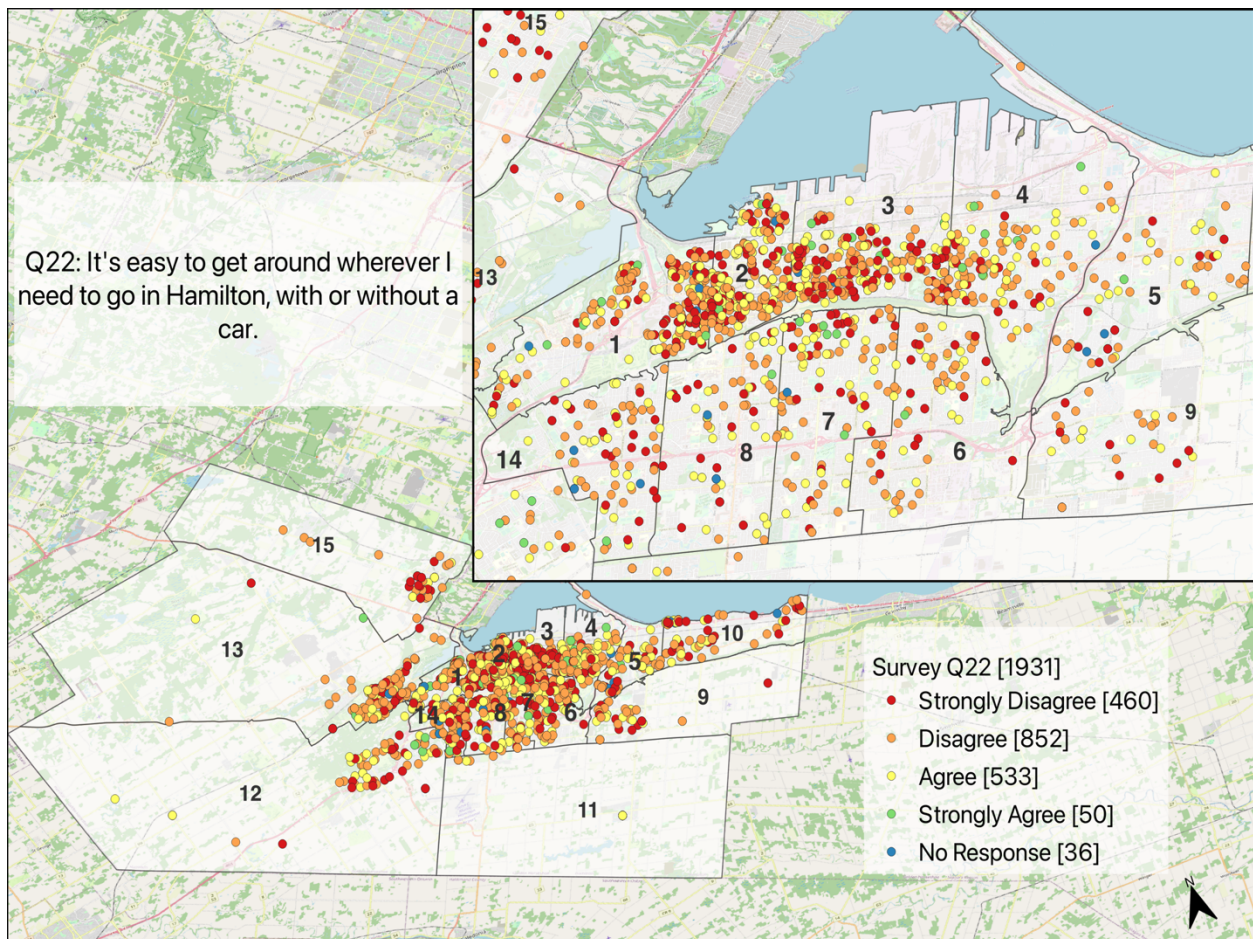 15
3
4
13
2
5
1
9
7
14
8
6
Q22: It's easy to get around wherever I
need to go in Hamilton, with or without a
car.
15
13
3
4
10
2
5
1
9
7
14
8
6
12
11
Survey Q22 [1931]
Strongly Disagree [460]
Disagree [852]
Agree [533]
Strongly Agree [50]
No Response [36]
N